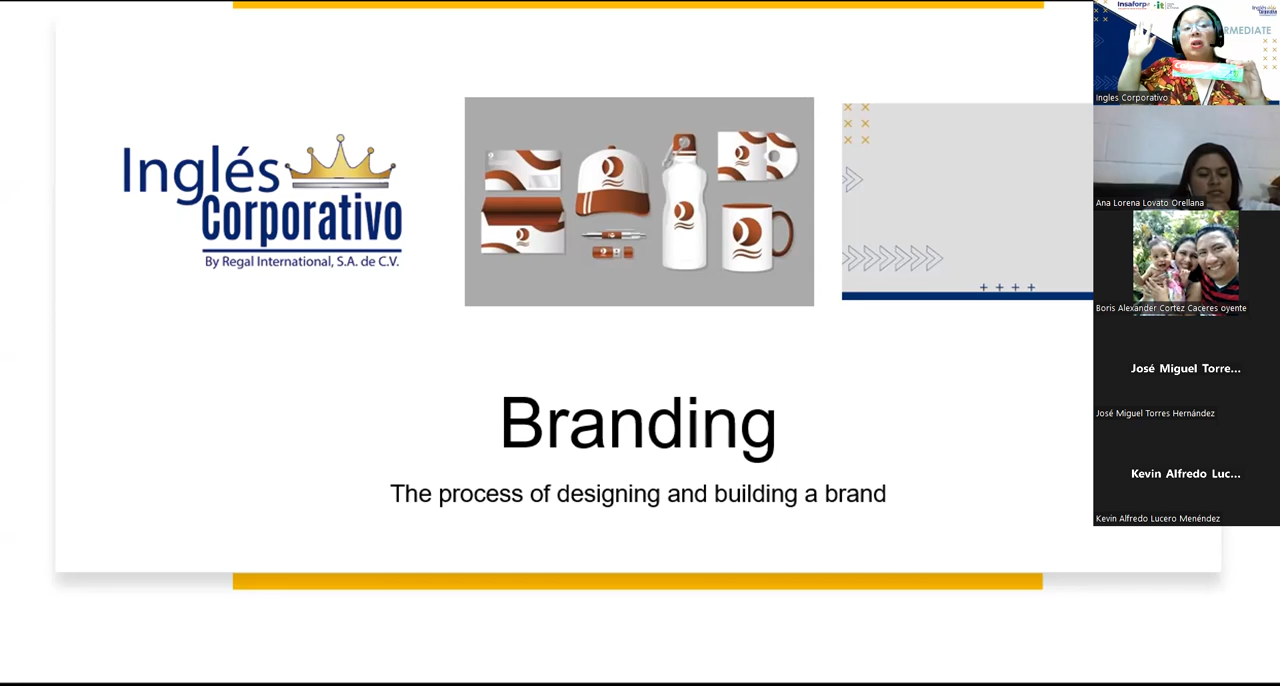 Inglés
Corporativo
By Regal International, S.A. de C.V.
Branding
The process of designing and building a brand
Insaforp
RMEDIATE
Ingles Corporativo
Ana Lorena Lovato Orellana
Boris Alexander Cortez Caceres oyente
José Miguel Torre...
José Miguel Torres Hernández
Kevin Alfredo Luc...
Kevin Alfredo Lucero Menéndez